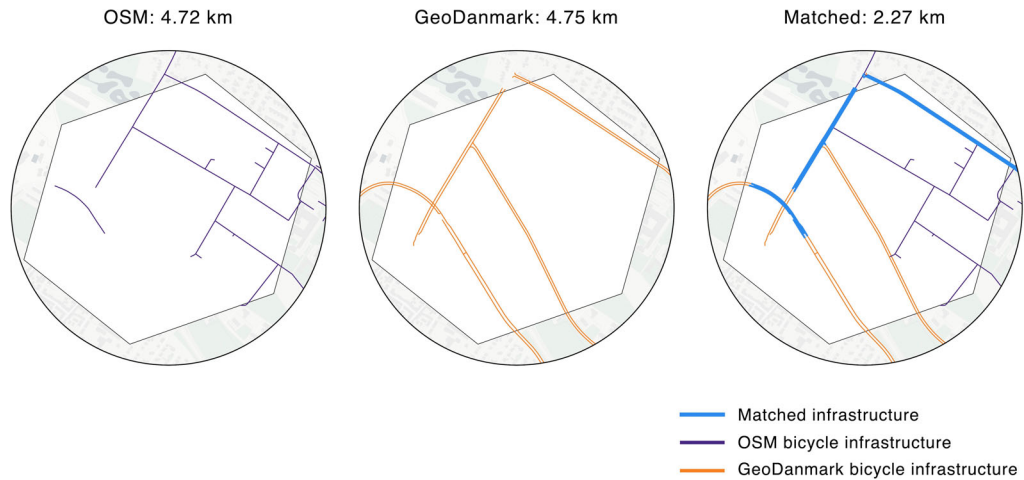 OSM: 4.72 km
GeoDanmark: 4.75 km
Matched: 2.27 km
Matched infrastructure
OSM bicycle infrastructure
GeoDanmark bicycle infrastructure